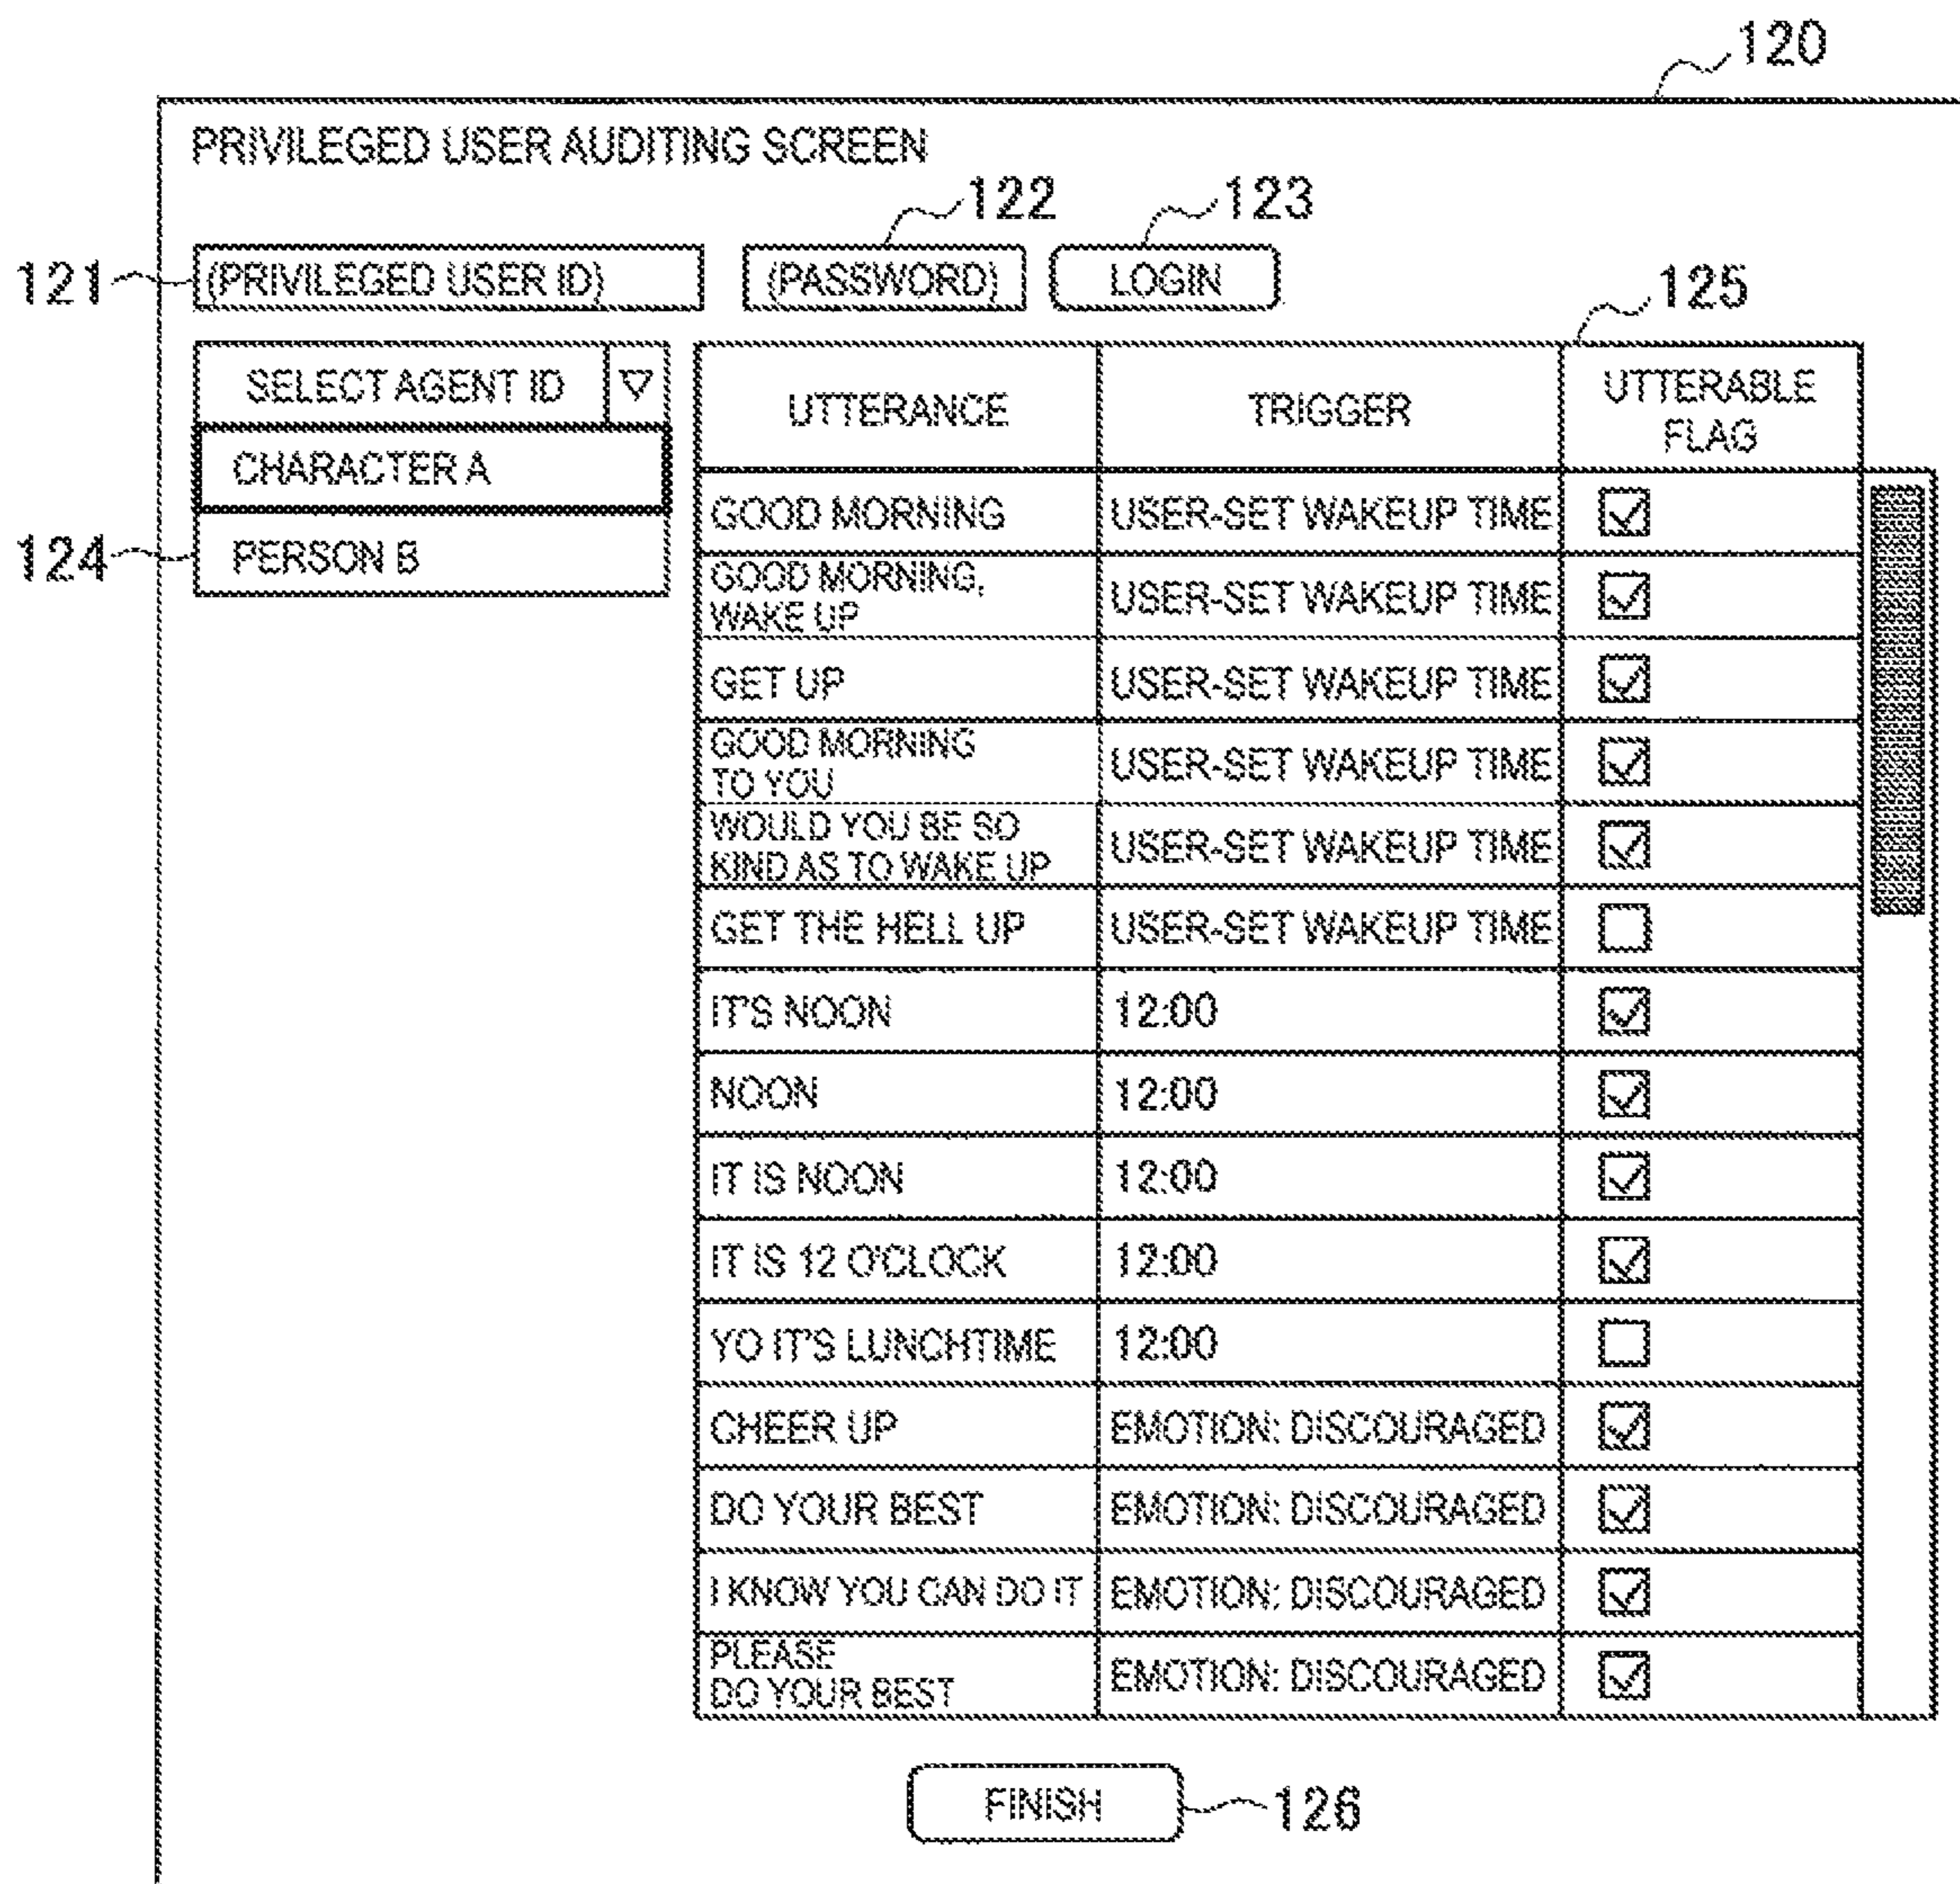 120
PRIVILEGED USER AUDITING SCREEN
122
123
121
(PRIVILEGED USER ID)
(PASSWORD)
LOGIN
125
SELECT AGENT ID
CHARACTER A
124
PERSON B
UTTERANCE
TRIGGER
UTTERABLE
FLAG
GOOD MORNING
USER-SET WAKEUP TIME
GOOD MORNING,
WAKE UP
USER-SET WAKEUP TIME
GET UP
USER-SET WAKEUP TIME
GOOD MORNING
TO YOU
USER-SET WAKEUP TIME
WOULD YOU BE SO
KIND AS TO WAKE UP
USER-SET WAKEUP TIME
GET THE HELL UP
USER-SET WAKEUP TIME
IT'S NOON
12:00
NOON
12:00
IT IS NOON
12:00
IT IS 12 O'CLOCK
12:00
YO IT'S LUNCHTIME
12:00
CHEER UP
EMOTION: DISCOURAGED
DO YOUR BEST
EMOTION: DISCOURAGED
I KNOW YOU CAN DO IT
EMOTION: DISCOURAGED
PLEASE
DO YOUR BEST
EMOTION: DISCOURAGED
FINISH
126